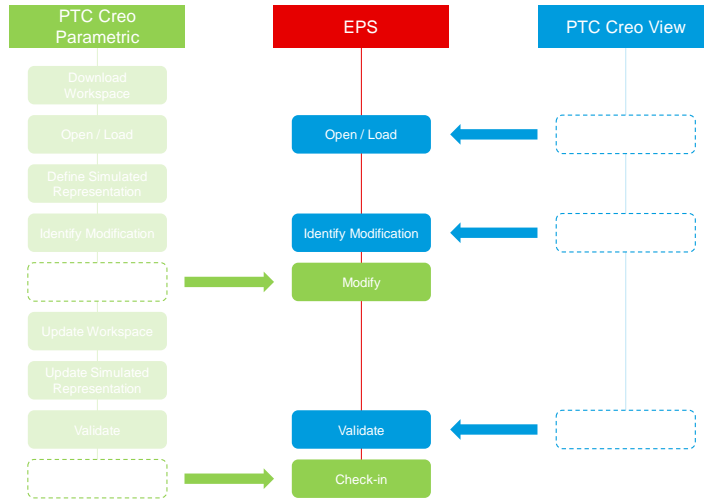 PTC Creo
Parametric
EPS
PTC Creo View
Download
Workspace
Open / Load
Open / Load
Define Simulated
Representation
Identify Modification
Identify Modification
Modify
Update Workspace
Update Simulated
Representation
Validate
Validate
Check-in